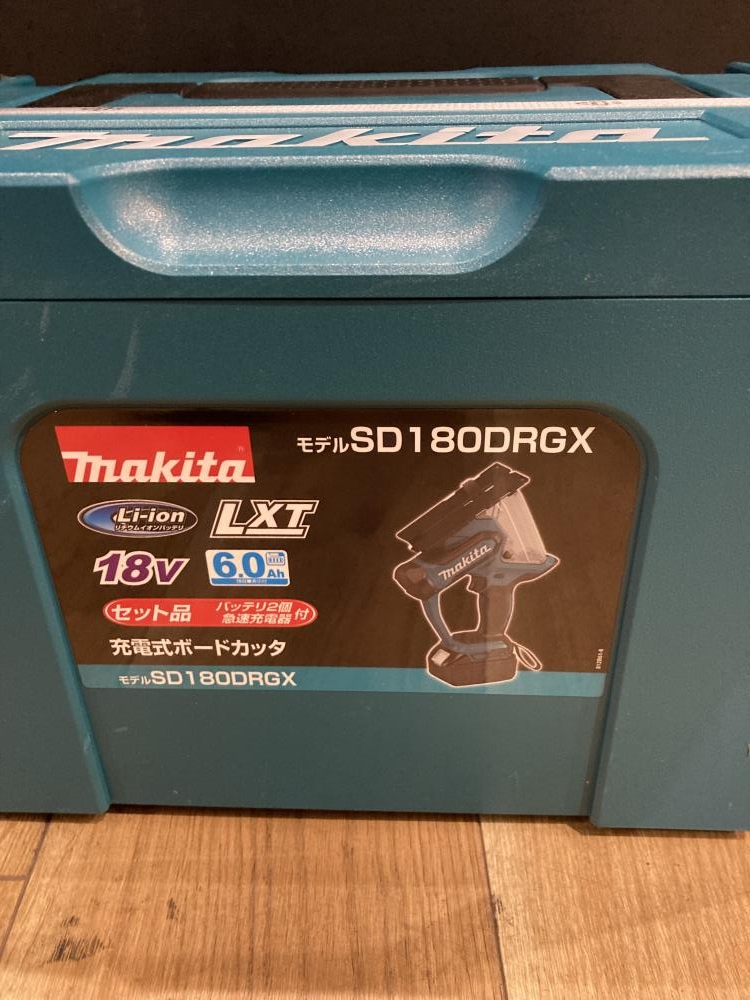 makita
makita
モデルSD180DRGX
Li-ion
リチウムイオンバッテリ
LXT
18V
6.0Ah
makita
セット品 バッテリ2個
急速充電器付
充電式ボードカッタ
モデルSD180DRGX